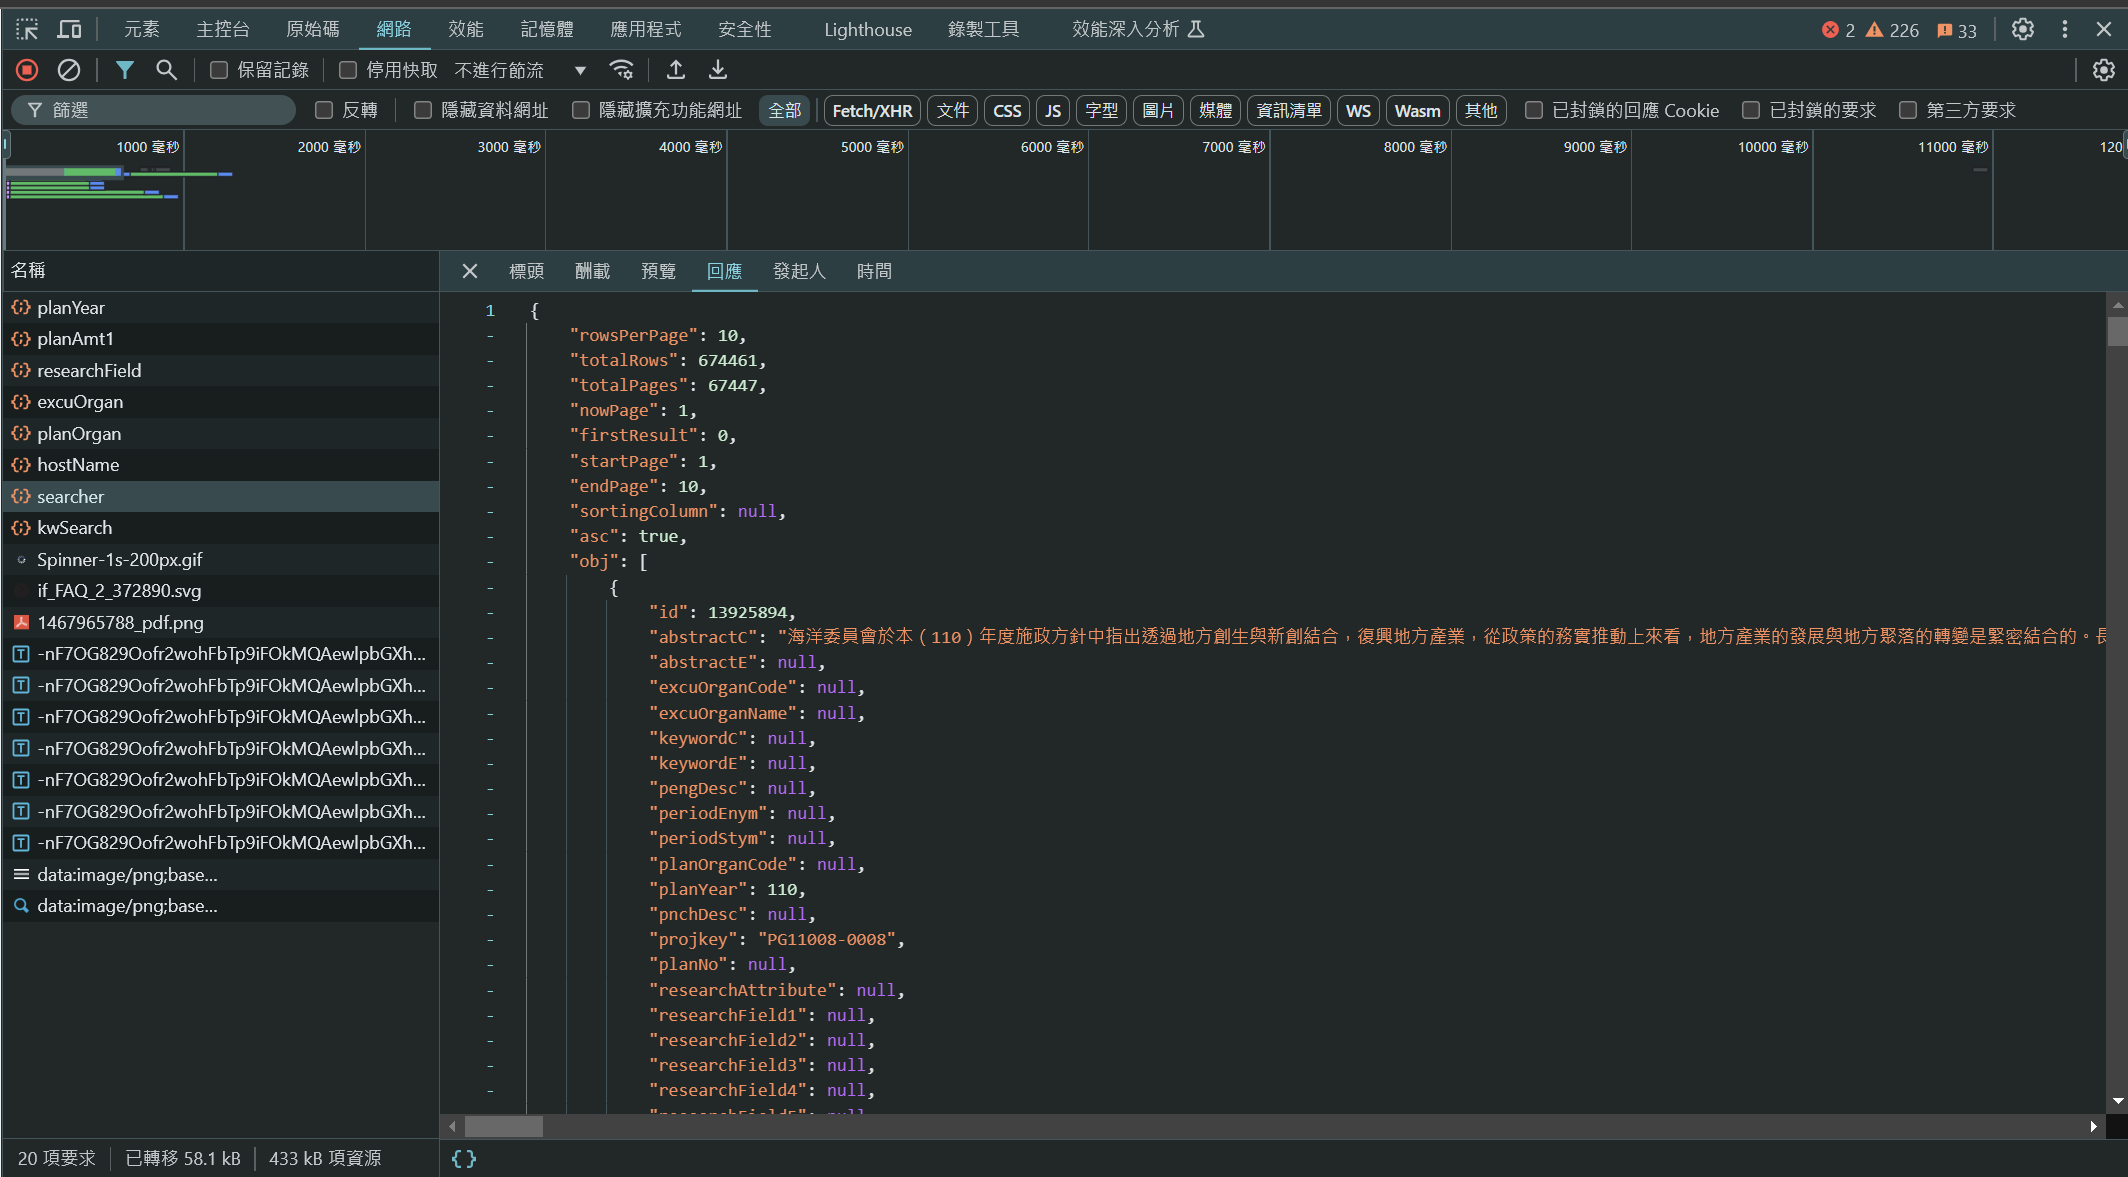 元素 主控台 原始碼 網路 效能 記憶體 應用程式 安全性 Lighthouse 錄製工具 效能深入分析 2 226 33
保留記錄 停用快取 不進行節流
篩選 反轉 隱藏資料網址 隱藏擴充功能網址 全部 Fetch/XHR 文件 CSS JS 字型 圖片 媒體 資訊清單 WS Wasm 其他 已封鎖的回應 Cookie 已封鎖的要求 第三方要求
1000 毫秒 2000 毫秒 3000 毫秒 4000 毫秒 5000 毫秒 6000 毫秒 7000 毫秒 8000 毫秒 9000 毫秒 10000 毫秒 11000 毫秒 120
名稱
planYear
planAmt1
researchField
excuOrgan
planOrgan
hostName
searcher
kwSearch
Spinner-1s-200px.gif
if_FAQ_2_372890.svg
1467965788_pdf.png
-nF7OG829Oofr2wohFbTp9iFOkMQAewlpbGXh...
-nF7OG829Oofr2wohFbTp9iFOkMQAewlpbGXh...
-nF7OG829Oofr2wohFbTp9iFOkMQAewlpbGXh...
-nF7OG829Oofr2wohFbTp9iFOkMQAewlpbGXh...
-nF7OG829Oofr2wohFbTp9iFOkMQAewlpbGXh...
-nF7OG829Oofr2wohFbTp9iFOkMQAewlpbGXh...
-nF7OG829Oofr2wohFbTp9iFOkMQAewlpbGXh...
data:image/png;base...
data:image/png;base...
標頭 酬載 預覽 回應 發起人 時間
1 {
- "rowsPerPage": 10,
- "totalRows": 674461,
- "totalPages": 67447,
- "nowPage": 1,
- "firstResult": 0,
- "startPage": 1,
- "endPage": 10,
- "sortingColumn": null,
- "asc": true,
- "obj": [
- {
- "id": 13925894,
- "abstractC": "海洋委員會於本（110）年度施政方針中指出透過地方創生與新創結合，復興地方產業，從政策的務實推動上來看，地方產業的發展與地方聚落的轉變是緊密結合的。長
- "abstractE": null,
- "excuOrganCode": null,
- "excuOrganName": null,
- "keywordC": null,
- "keywordE": null,
- "pengDesc": null,
- "periodEnym": null,
- "periodStym": null,
- "planOrganCode": null,
- "planYear": 110,
- "pnchDesc": null,
- "projkey": "PG11008-0008",
- "planNo": null,
- "researchAttribute": null,
- "researchField1": null,
- "researchField2": null,
- "researchField3": null,
- "researchField4": null,
20 項要求 已轉移 58.1 kB 433 kB 項資源 { }